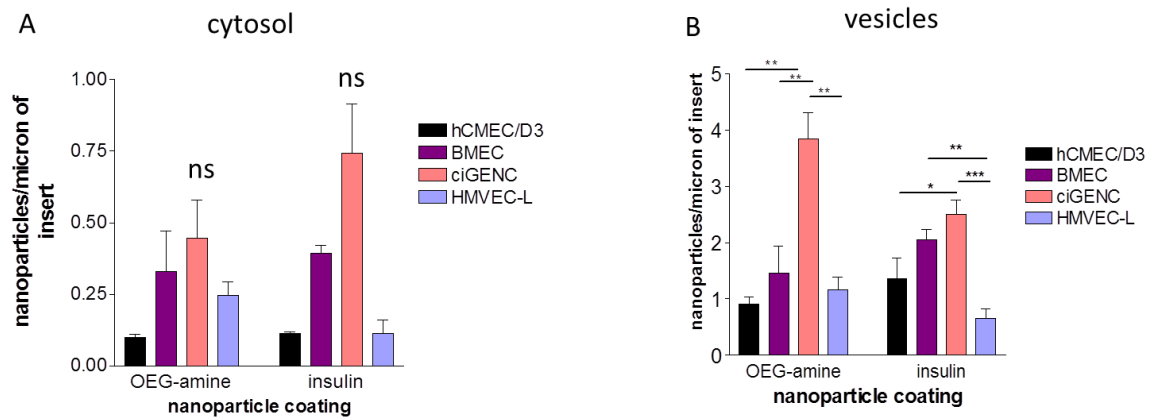 A
cytosol
nanoparticles/micron of
insert
1.00
0.75
0.50
0.25
0.00
ns
ns
OEG-amine
insulin
nanoparticle coating
hCMEC/D3
BMEC
ciGENC
HMVEC-L
B
vesicles
nanoparticles/micron of insert
5
4
3
2
1
0
**
**
**
**
***
*
OEG-amine
insulin
nanoparticle coating
hCMEC/D3
BMEC
ciGENC
HMVEC-L